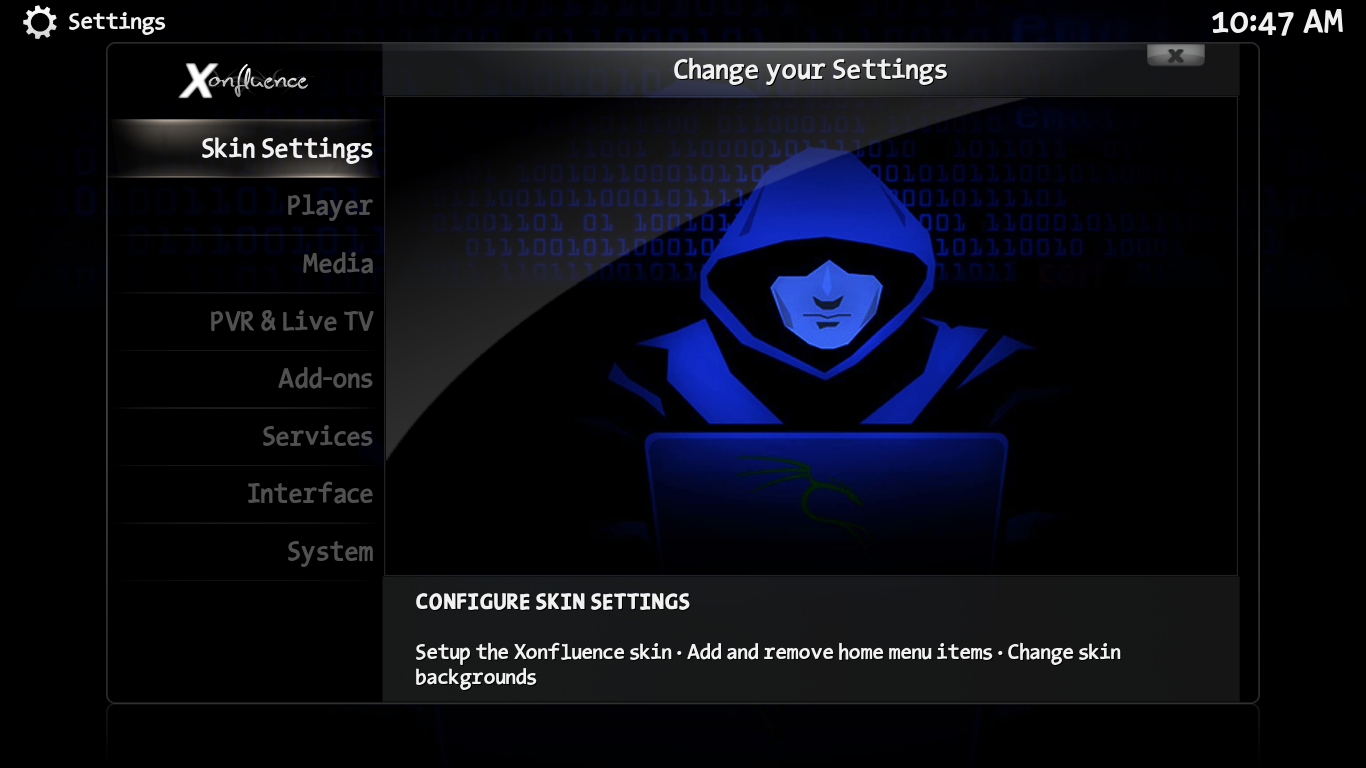 Settings
10:47 AM
Xonfluence
Change your Settings
X
Skin Settings
Player
Media
PVR & Live TV
Add-ons
Services
Interface
System
CONFIGURE SKIN SETTINGS
Setup the Xonfluence skin · Add and remove home menu items · Change skin
backgrounds